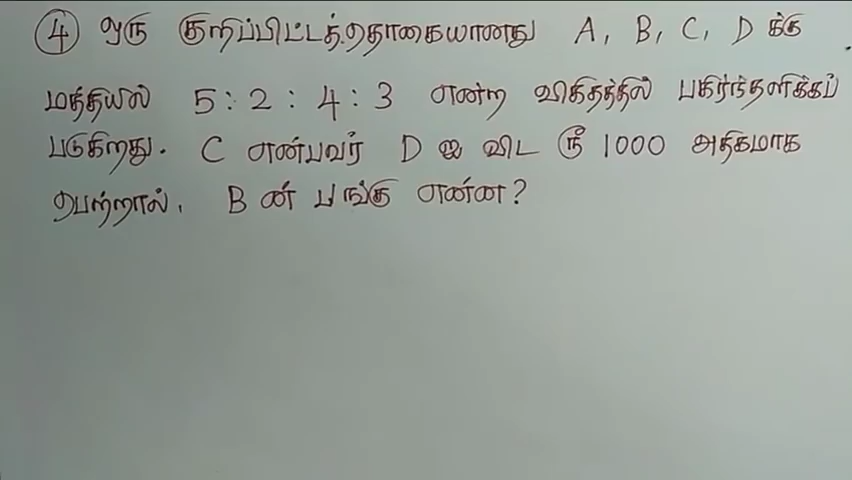 ④ ஒரு குறிப்பிட்டத்தொகையானது A, B, C, D க்கு
மத்தியில் 5 : 2 : 4 : 3 என்ற விகிதத்தில் பகிர்ந்தளிக்கப்
படுகிறது. C என்பவர் D ஐ விட ரூ 1000 அதிகமாக
பெற்றால், B ன் பங்கு என்ன?